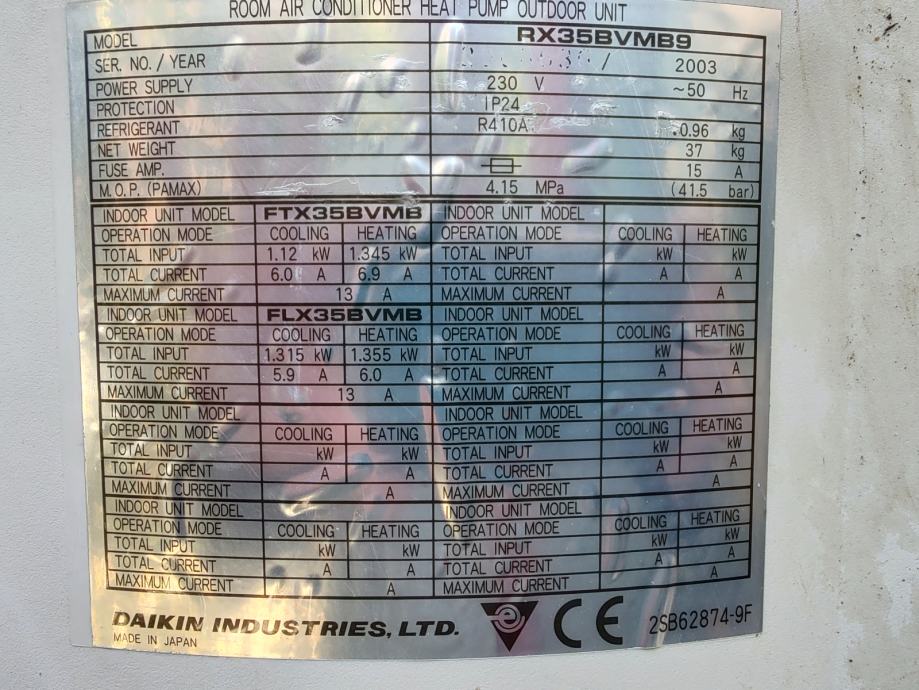 ROOM AIR CONDITIONER HEAT PUMP OUTDOOR UNIT
MODEL RX35BVMB9
SER. NO. / YEAR / 2003
POWER SUPPLY 230 V ~50 Hz
PROTECTION IP24
REFRIGERANT R410A 0.96 kg
NET WEIGHT 37 kg
FUSE AMP. 15 A
M.O.P. (PAMAX) 4.15 MPa (41.5 bar)
INDOOR UNIT MODEL FTX35BVMB INDOOR UNIT MODEL
OPERATION MODE COOLING HEATING OPERATION MODE COOLING HEATING
TOTAL INPUT 1.12 kW 1.345 kW TOTAL INPUT kW kW
TOTAL CURRENT 6.0 A 6.9 A TOTAL CURRENT A A
MAXIMUM CURRENT 13 A MAXIMUM CURRENT A
INDOOR UNIT MODEL FLX35BVMB INDOOR UNIT MODEL
OPERATION MODE COOLING HEATING OPERATION MODE COOLING HEATING
TOTAL INPUT 1.315 kW 1.355 kW TOTAL INPUT kW kW
TOTAL CURRENT 5.9 A 6.0 A TOTAL CURRENT A A
MAXIMUM CURRENT 13 A MAXIMUM CURRENT A
INDOOR UNIT MODEL INDOOR UNIT MODEL
OPERATION MODE COOLING HEATING OPERATION MODE COOLING HEATING
TOTAL INPUT kW kW TOTAL INPUT kW kW
TOTAL CURRENT A A TOTAL CURRENT A A
MAXIMUM CURRENT A MAXIMUM CURRENT A
INDOOR UNIT MODEL INDOOR UNIT MODEL
OPERATION MODE COOLING HEATING OPERATION MODE COOLING HEATING
TOTAL INPUT kW kW TOTAL INPUT kW kW
TOTAL CURRENT A A TOTAL CURRENT A A
MAXIMUM CURRENT A MAXIMUM CURRENT A
DAIKIN INDUSTRIES, LTD. e CE 2SB62874-9F
MADE IN JAPAN